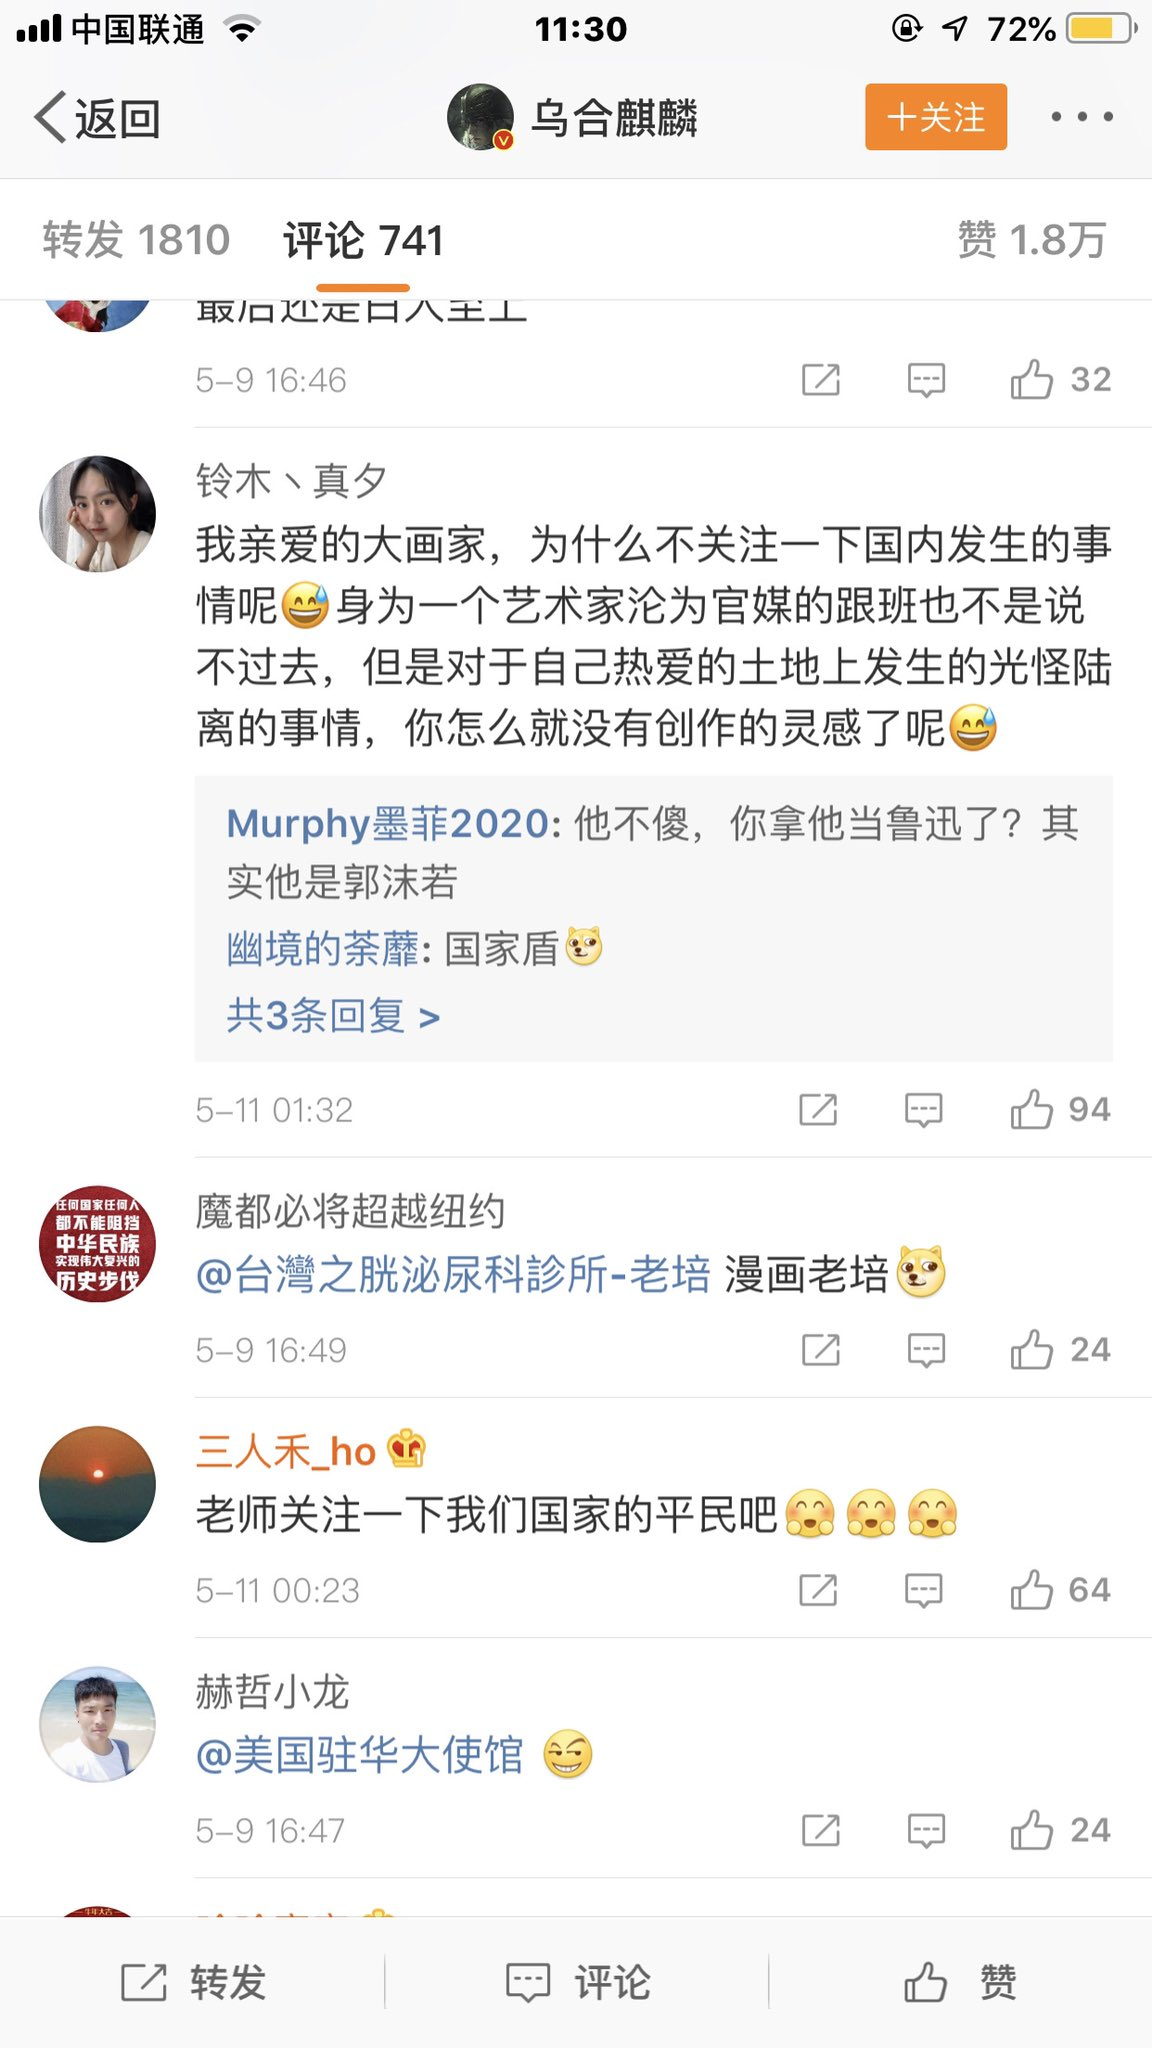 中国联通
11:30
72%
返回
乌合麒麟
十关注
转发 1810
评论 741
赞 1.8万
最后还是白人至上
5-9 16:46
32
铃木丶真夕
我亲爱的大画家，为什么不关注一下国内发生的事
情呢😅身为一个艺术家沦为官媒的跟班也不是说
不过去，但是对于自己热爱的土地上发生的光怪陆
离的事情，你怎么就没有创作的灵感了呢😅
Murphy墨菲2020: 他不傻，你拿他当鲁迅了？其
实他是郭沫若
幽境的荼蘼: 国家盾
共3条回复 >
5-11 01:32
94
任何国家任何人
都不能阻挡
中华民族
实现伟大复兴的
历史步伐
魔都必将超越纽约
@台灣之胱泌尿科診所-老培 漫画老培
5-9 16:49
24
三人禾_ho
老师关注一下我们国家的平民吧🤗🤗🤗
5-11 00:23
64
赫哲小龙
@美国驻华大使馆
5-9 16:47
24
牛年大吉
转发
评论
赞